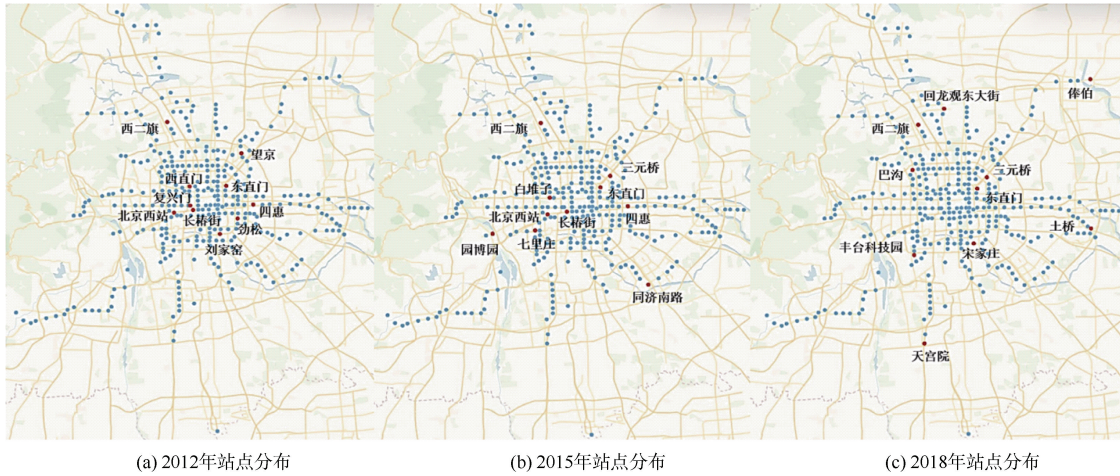 西二旗
望京
西直门
东直门
复兴门
北京西站
长椿街
四惠
劲松
刘家窑
(a) 2012年站点分布
西二旗
三元桥
白堆子
东直门
北京西站
长椿街
四惠
七里庄
园博园
同济南路
(b) 2015年站点分布
俸伯
回龙观东大街
西二旗
三元桥
巴沟
东直门
土桥
丰台科技园
宋家庄
天宫院
(c) 2018年站点分布